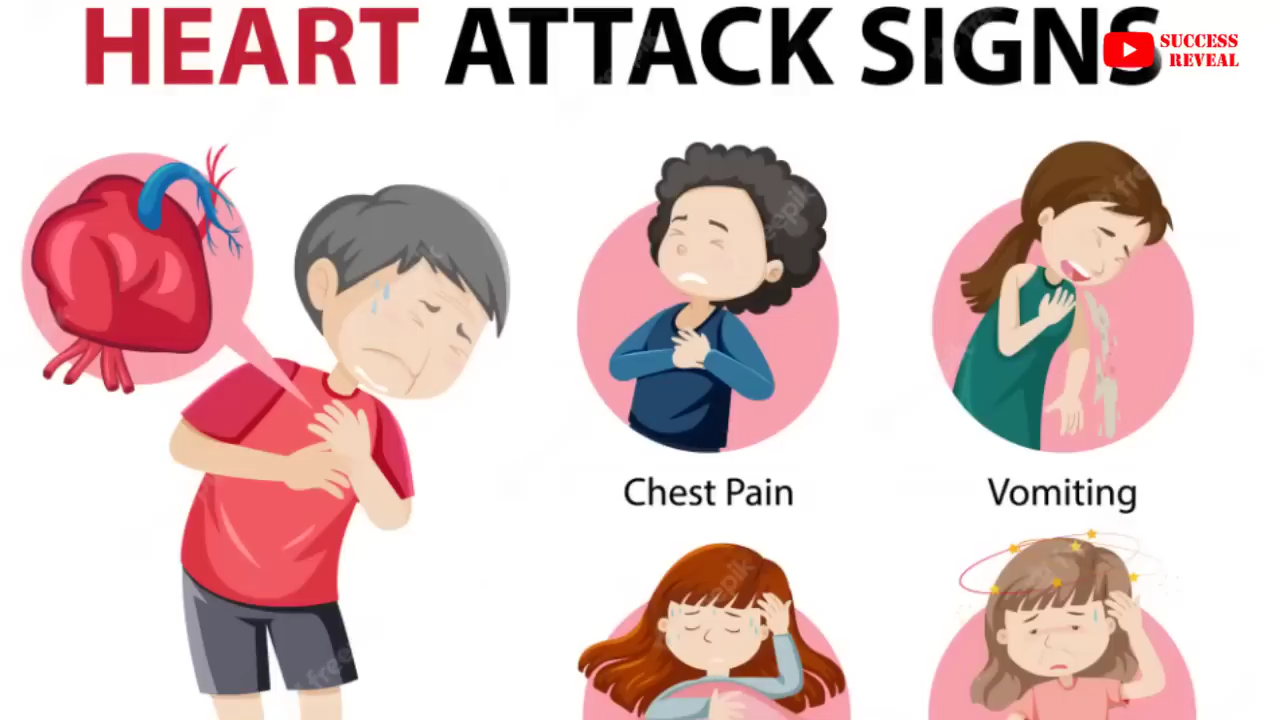 HEART ATTACK SIGNS
SUCCESS
REVEAL
Chest Pain
Vomiting